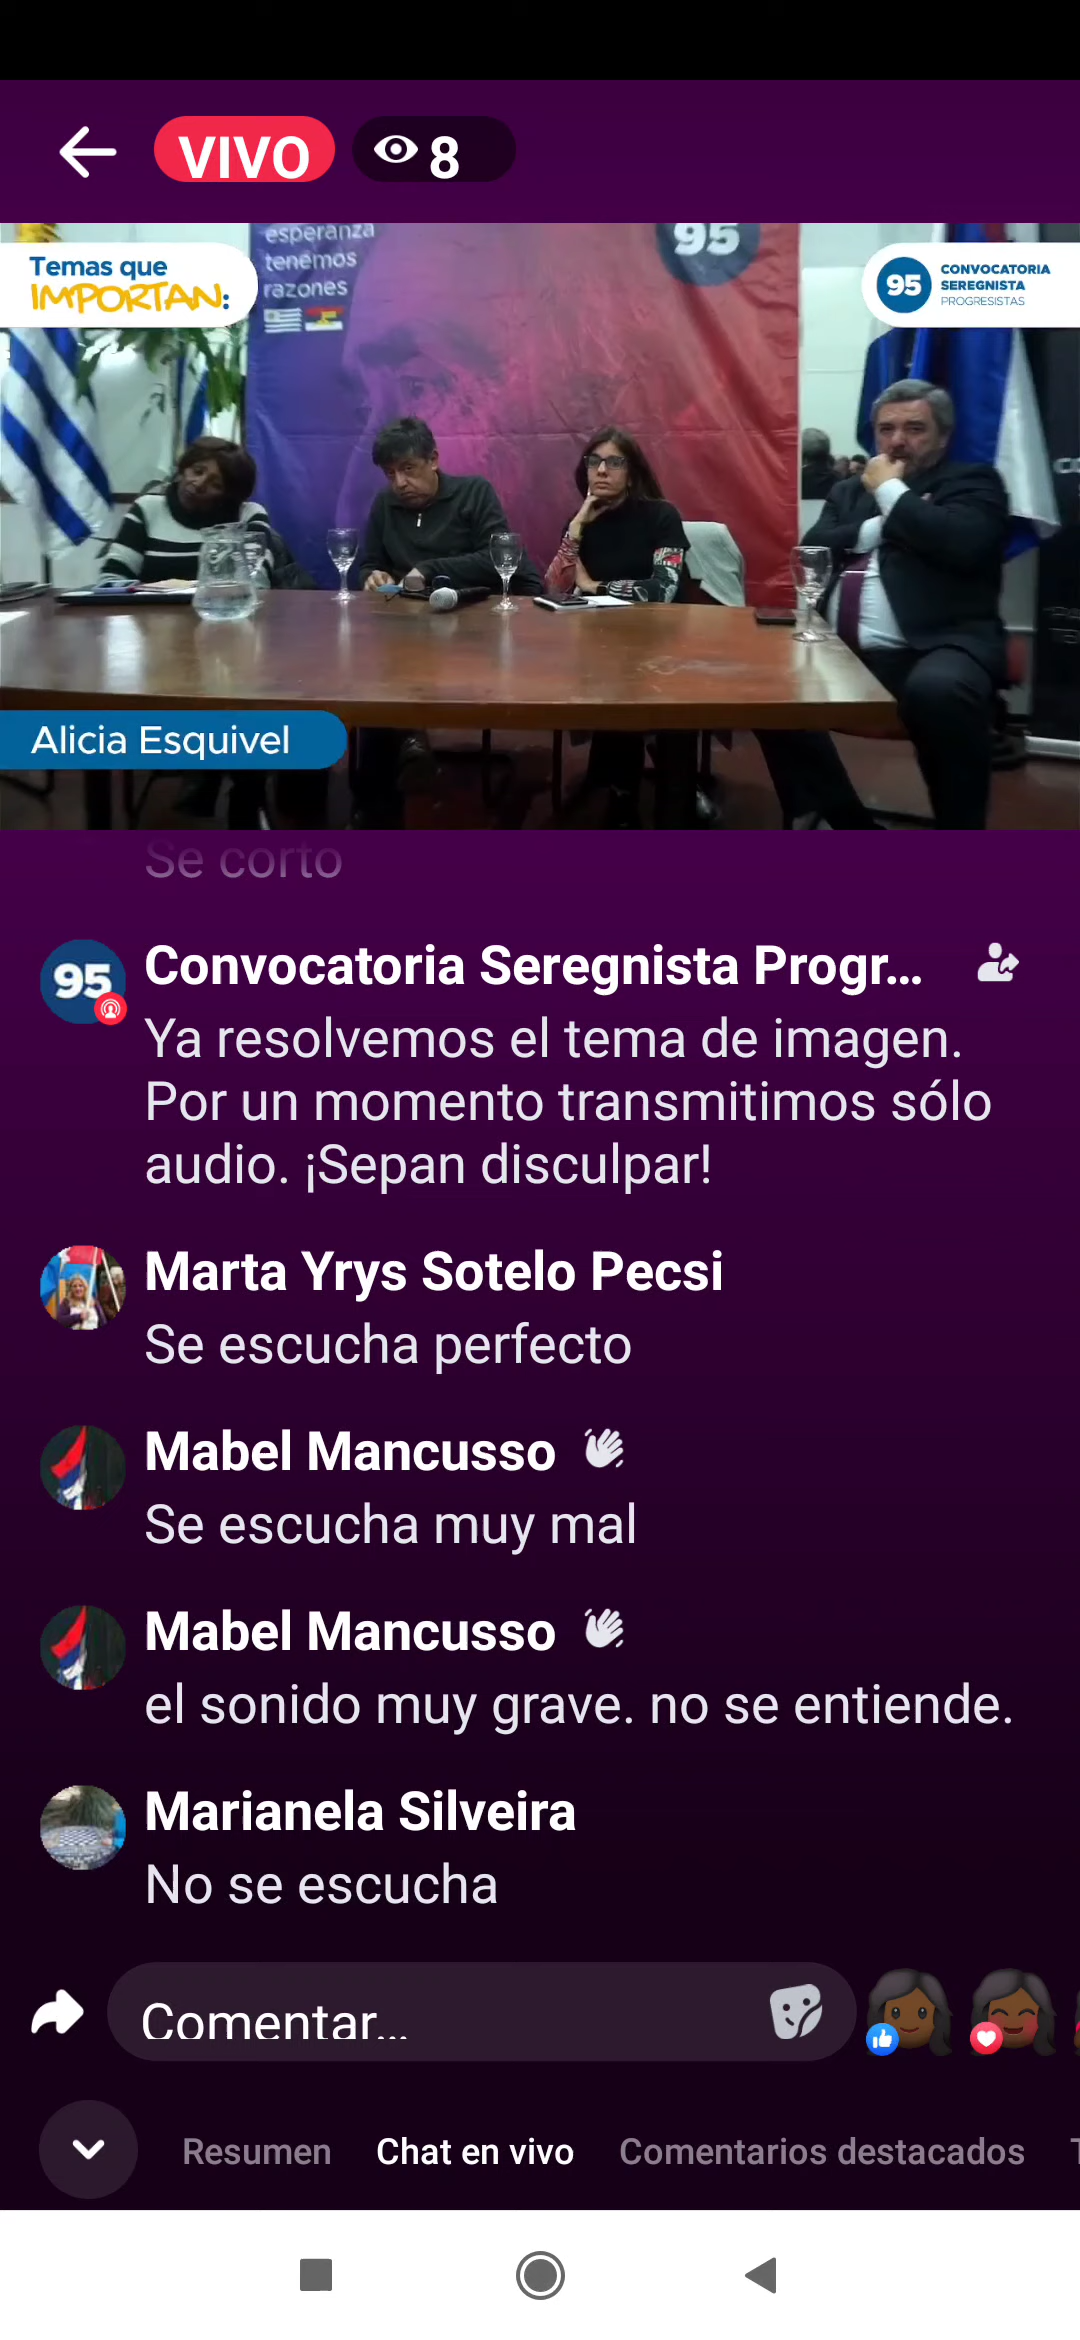 VIVO
8
esperanza
tenemos
razones
95
Temas que
IMPORTAN:
95
CONVOCATORIA
SEREGNISTA
PROGRESISTAS
Alicia Esquivel
Se corto
95
Convocatoria Seregnista Progr...
Ya resolvemos el tema de imagen.
Por un momento transmitimos sólo
audio. ¡Sepan disculpar!
Marta Yrys Sotelo Pecsi
Se escucha perfecto
Mabel Mancusso
Se escucha muy mal
Mabel Mancusso
el sonido muy grave. no se entiende.
Marianela Silveira
No se escucha
Comentar...
Resumen
Chat en vivo
Comentarios destacados